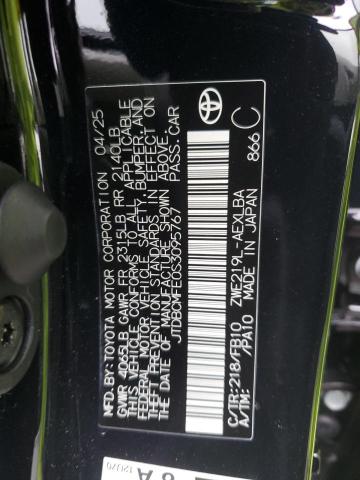 MFD.BY:TOYOTA MOTOR CORPORATION 04/25
GVWR 4065LB GAWR FR 2315LB RR 2140LB
THIS VEHICLE CONFORMS TO ALL APPLICABLE
FEDERAL MOTOR VEHICLE SAFETY, BUMPER, AND
THEFT PREVENTION STANDARDS IN EFFECT ON
THE DATE OF MANUFACTURE SHOWN ABOVE.
JTDBDMFE0S3095767 PASS.CAR
C/TR:218/FB10 ZWE219L-AEXLBA
A/TM: /PA10 MADE IN JAPAN 866 C